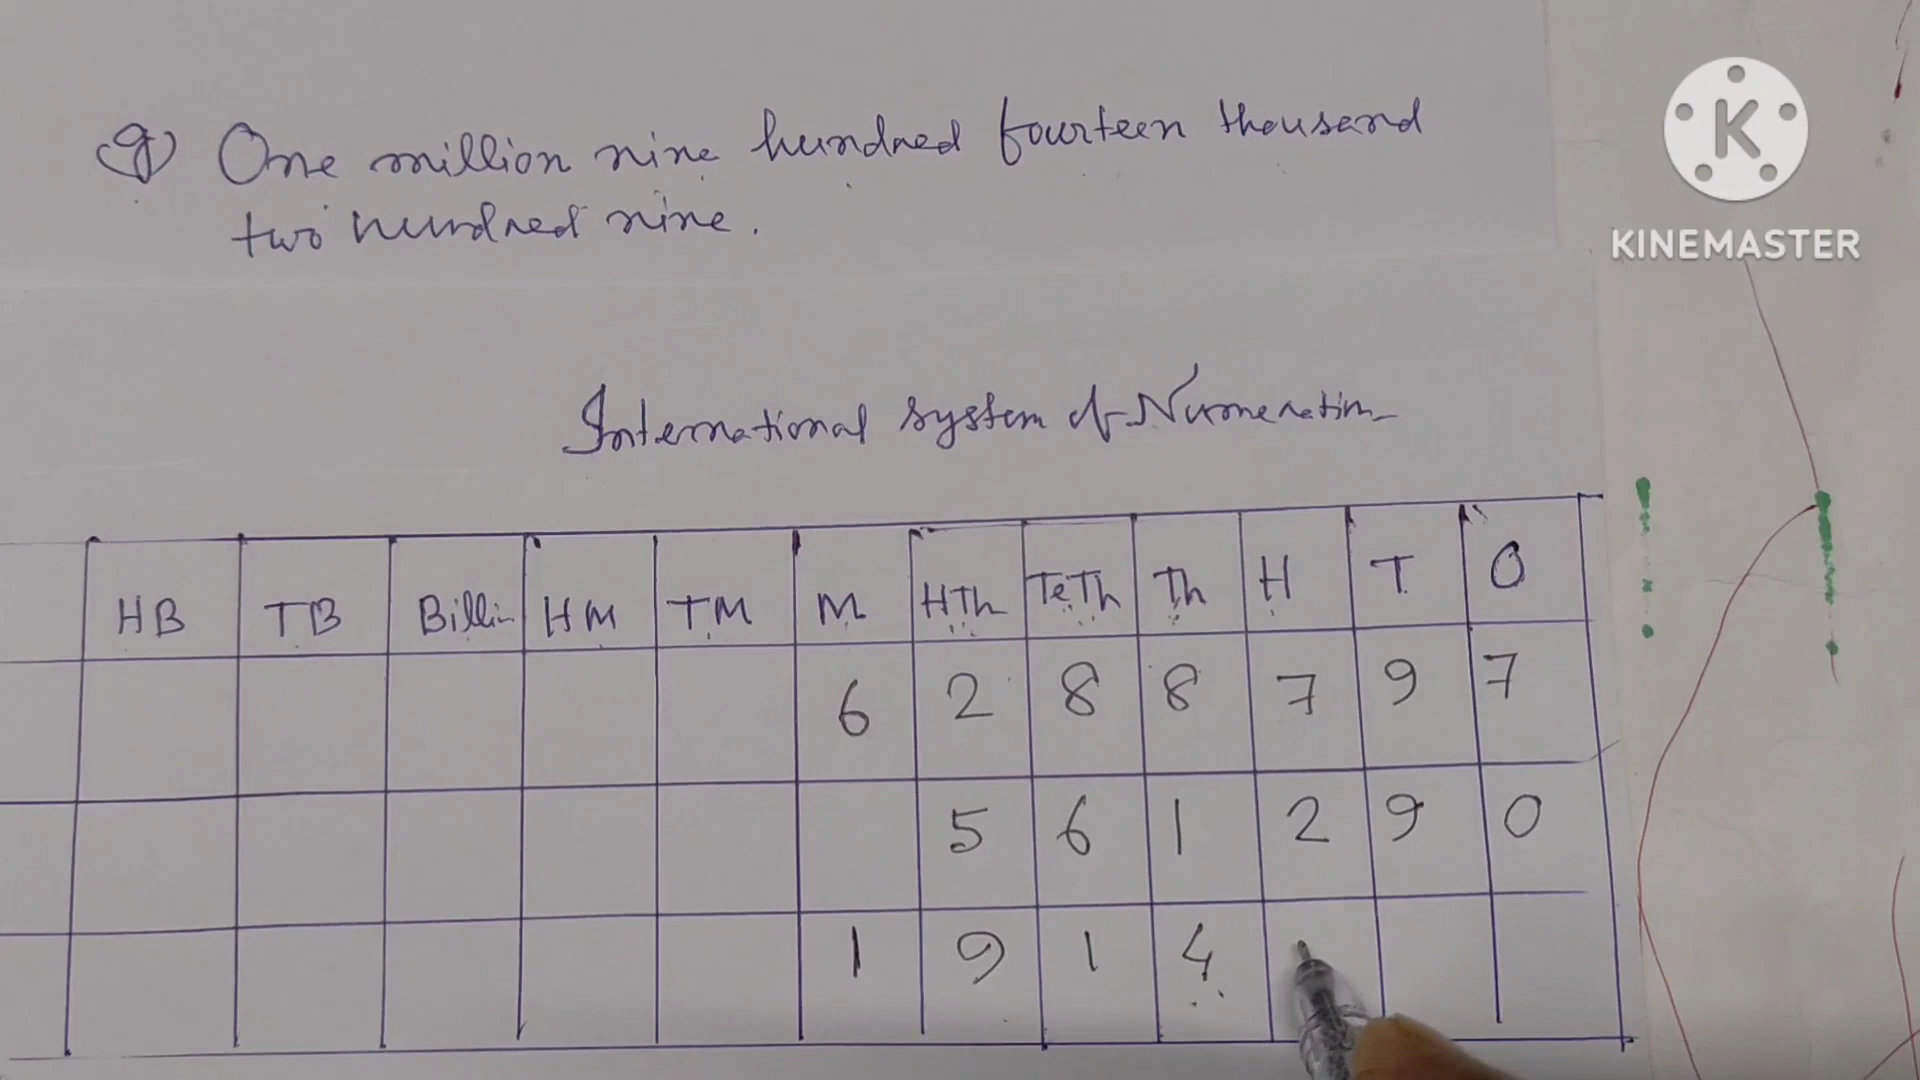 g) One million nine hundred fourteen thousand
two hundred nine.
K
KINEMASTER
International system of Numeration
HB TB Billin HM TM M HTh TeTh Th H T O
6 2 8 8 7 9 7
5 6 1 2 9 0
1 9 1 4